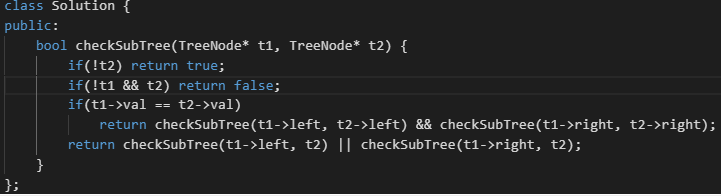 class Solution {
public:
    bool checkSubTree(TreeNode* t1, TreeNode* t2) {
        if(!t2) return true;
        if(!t1 && t2) return false;
        if(t1->val == t2->val)
            return checkSubTree(t1->left, t2->left) && checkSubTree(t1->right, t2->right);
        return checkSubTree(t1->left, t2) || checkSubTree(t1->right, t2);
    }
};